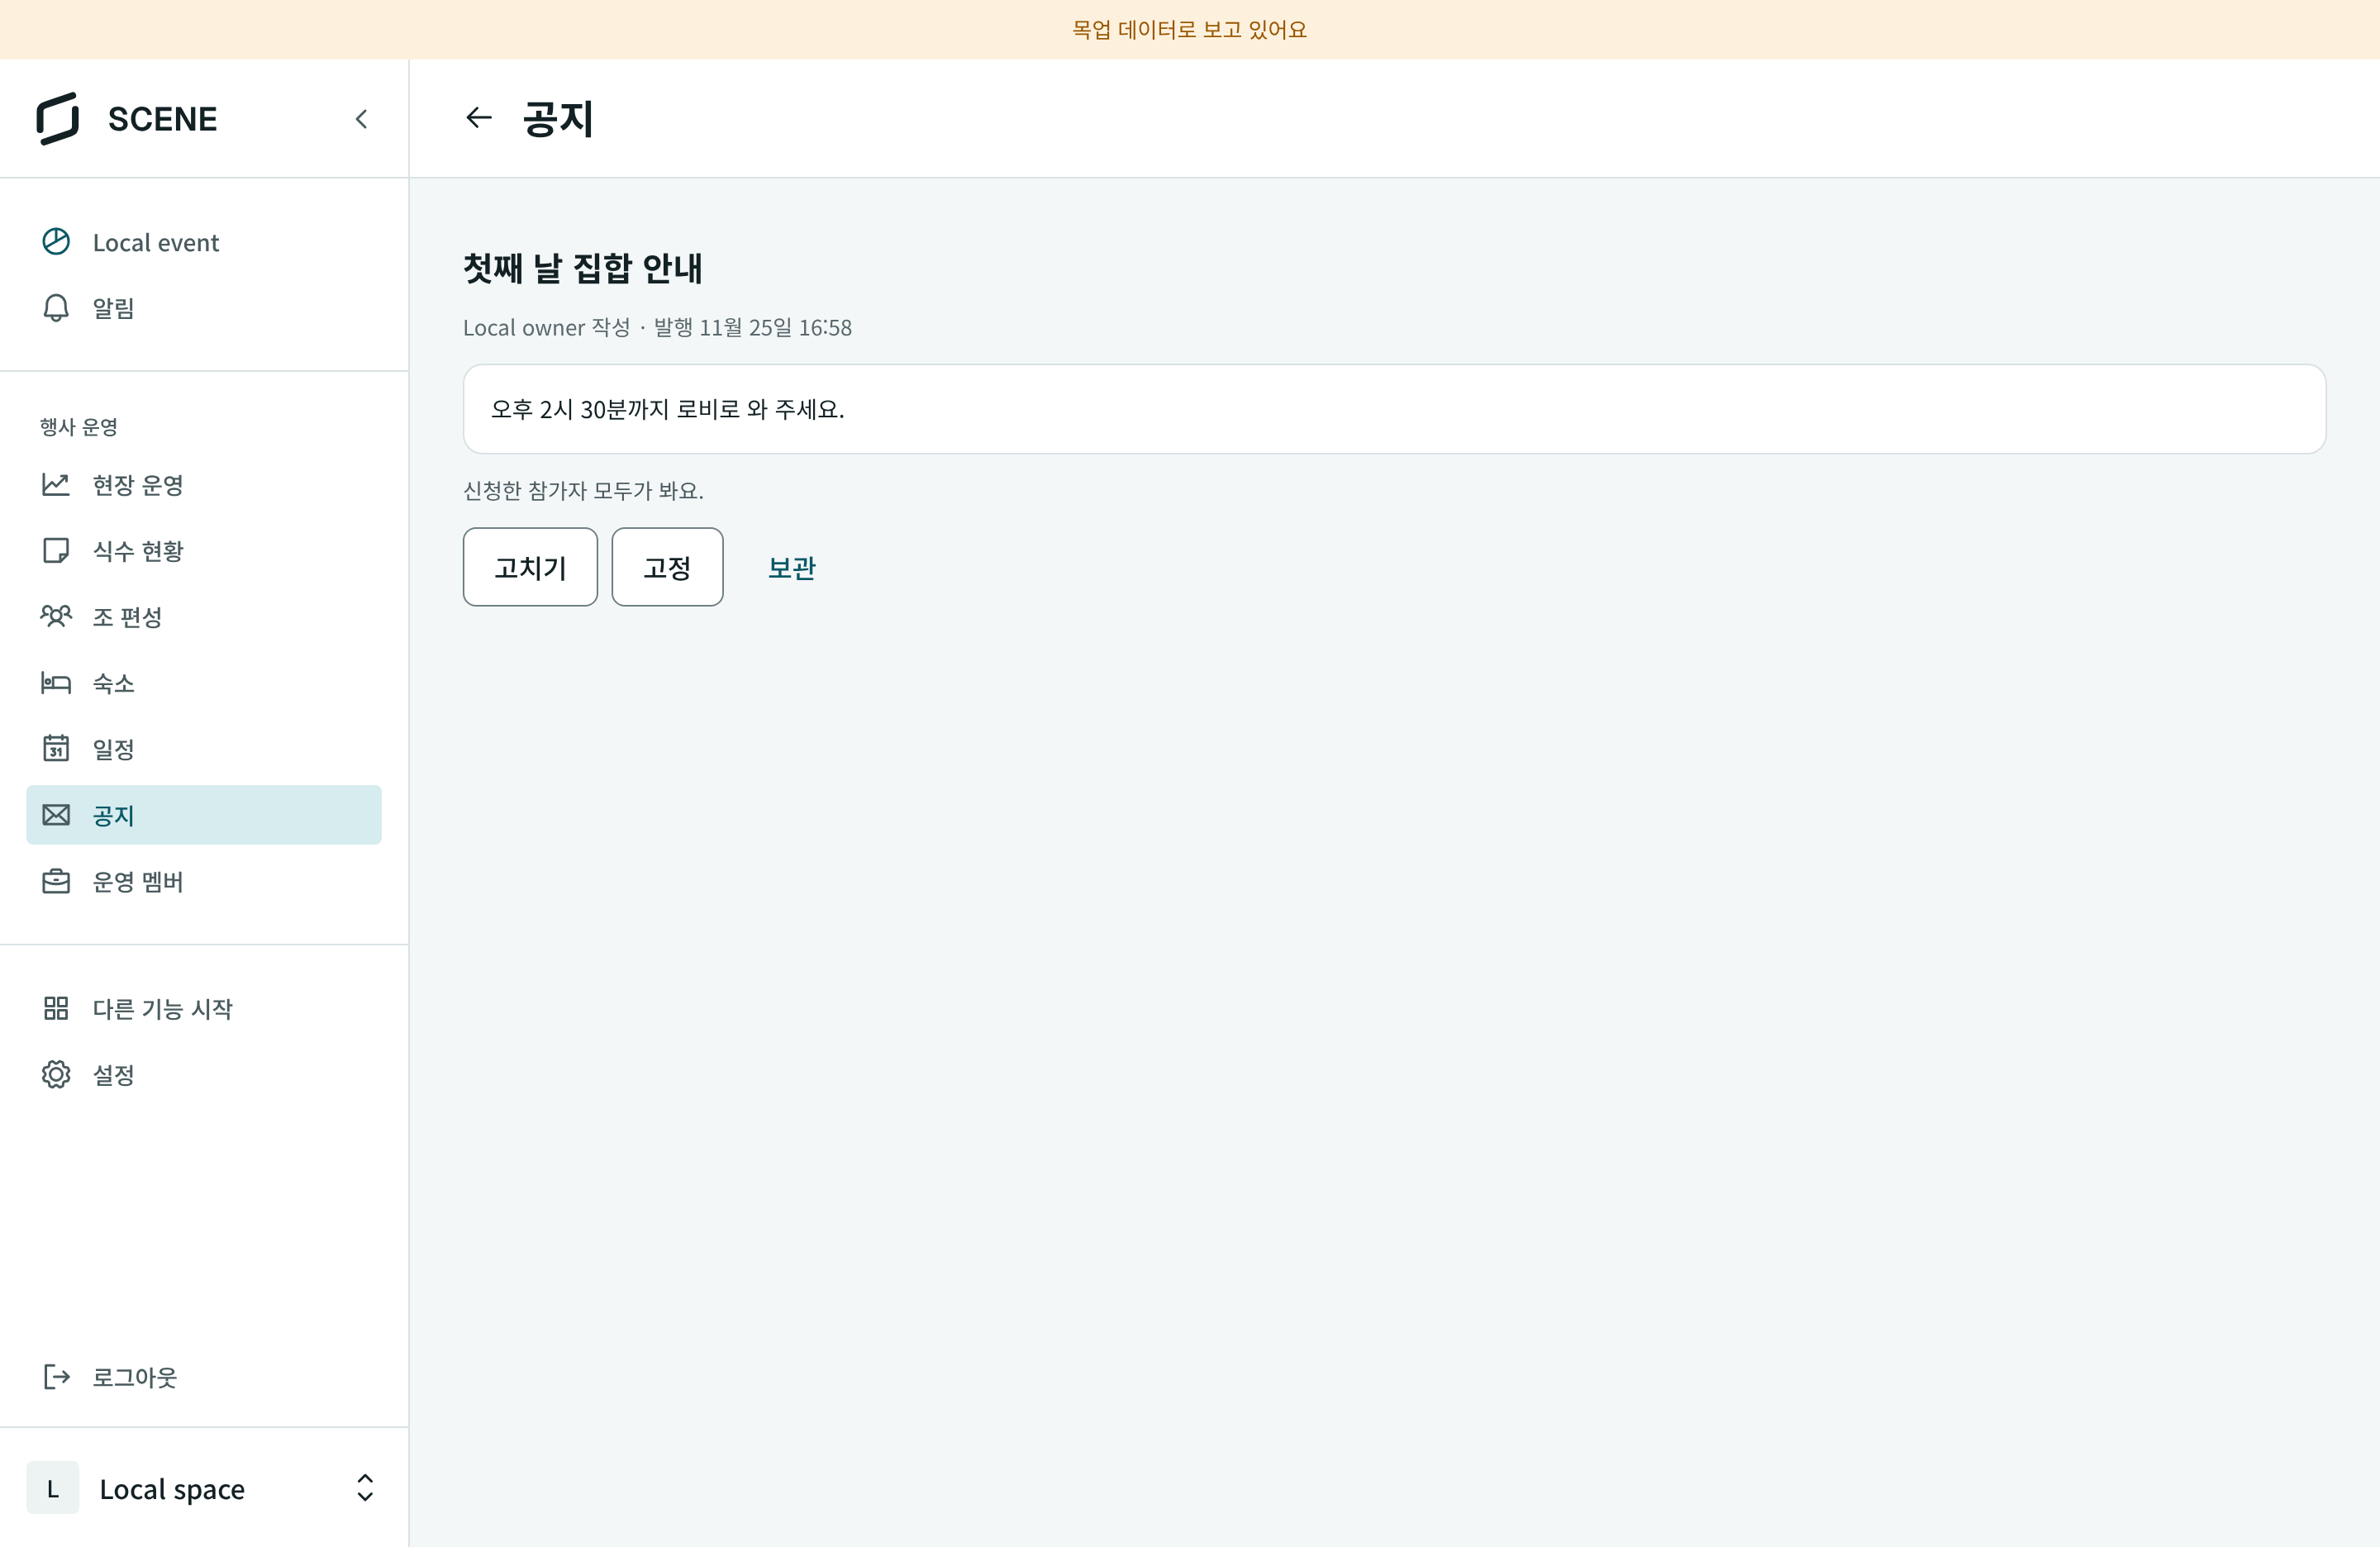 목업 데이터로 보고 있어요
SCENE
공지
Local event
알림
행사 운영
현장 운영
식수 현황
조 편성
숙소
31
일정
공지
운영 멤버
다른 기능 시작
설정
로그아웃
L
Local space
첫째 날 집합 안내
Local owner 작성 · 발행 11월 25일 16:58
오후 2시 30분까지 로비로 와 주세요.
신청한 참가자 모두가 봐요.
고치기
고정
보관